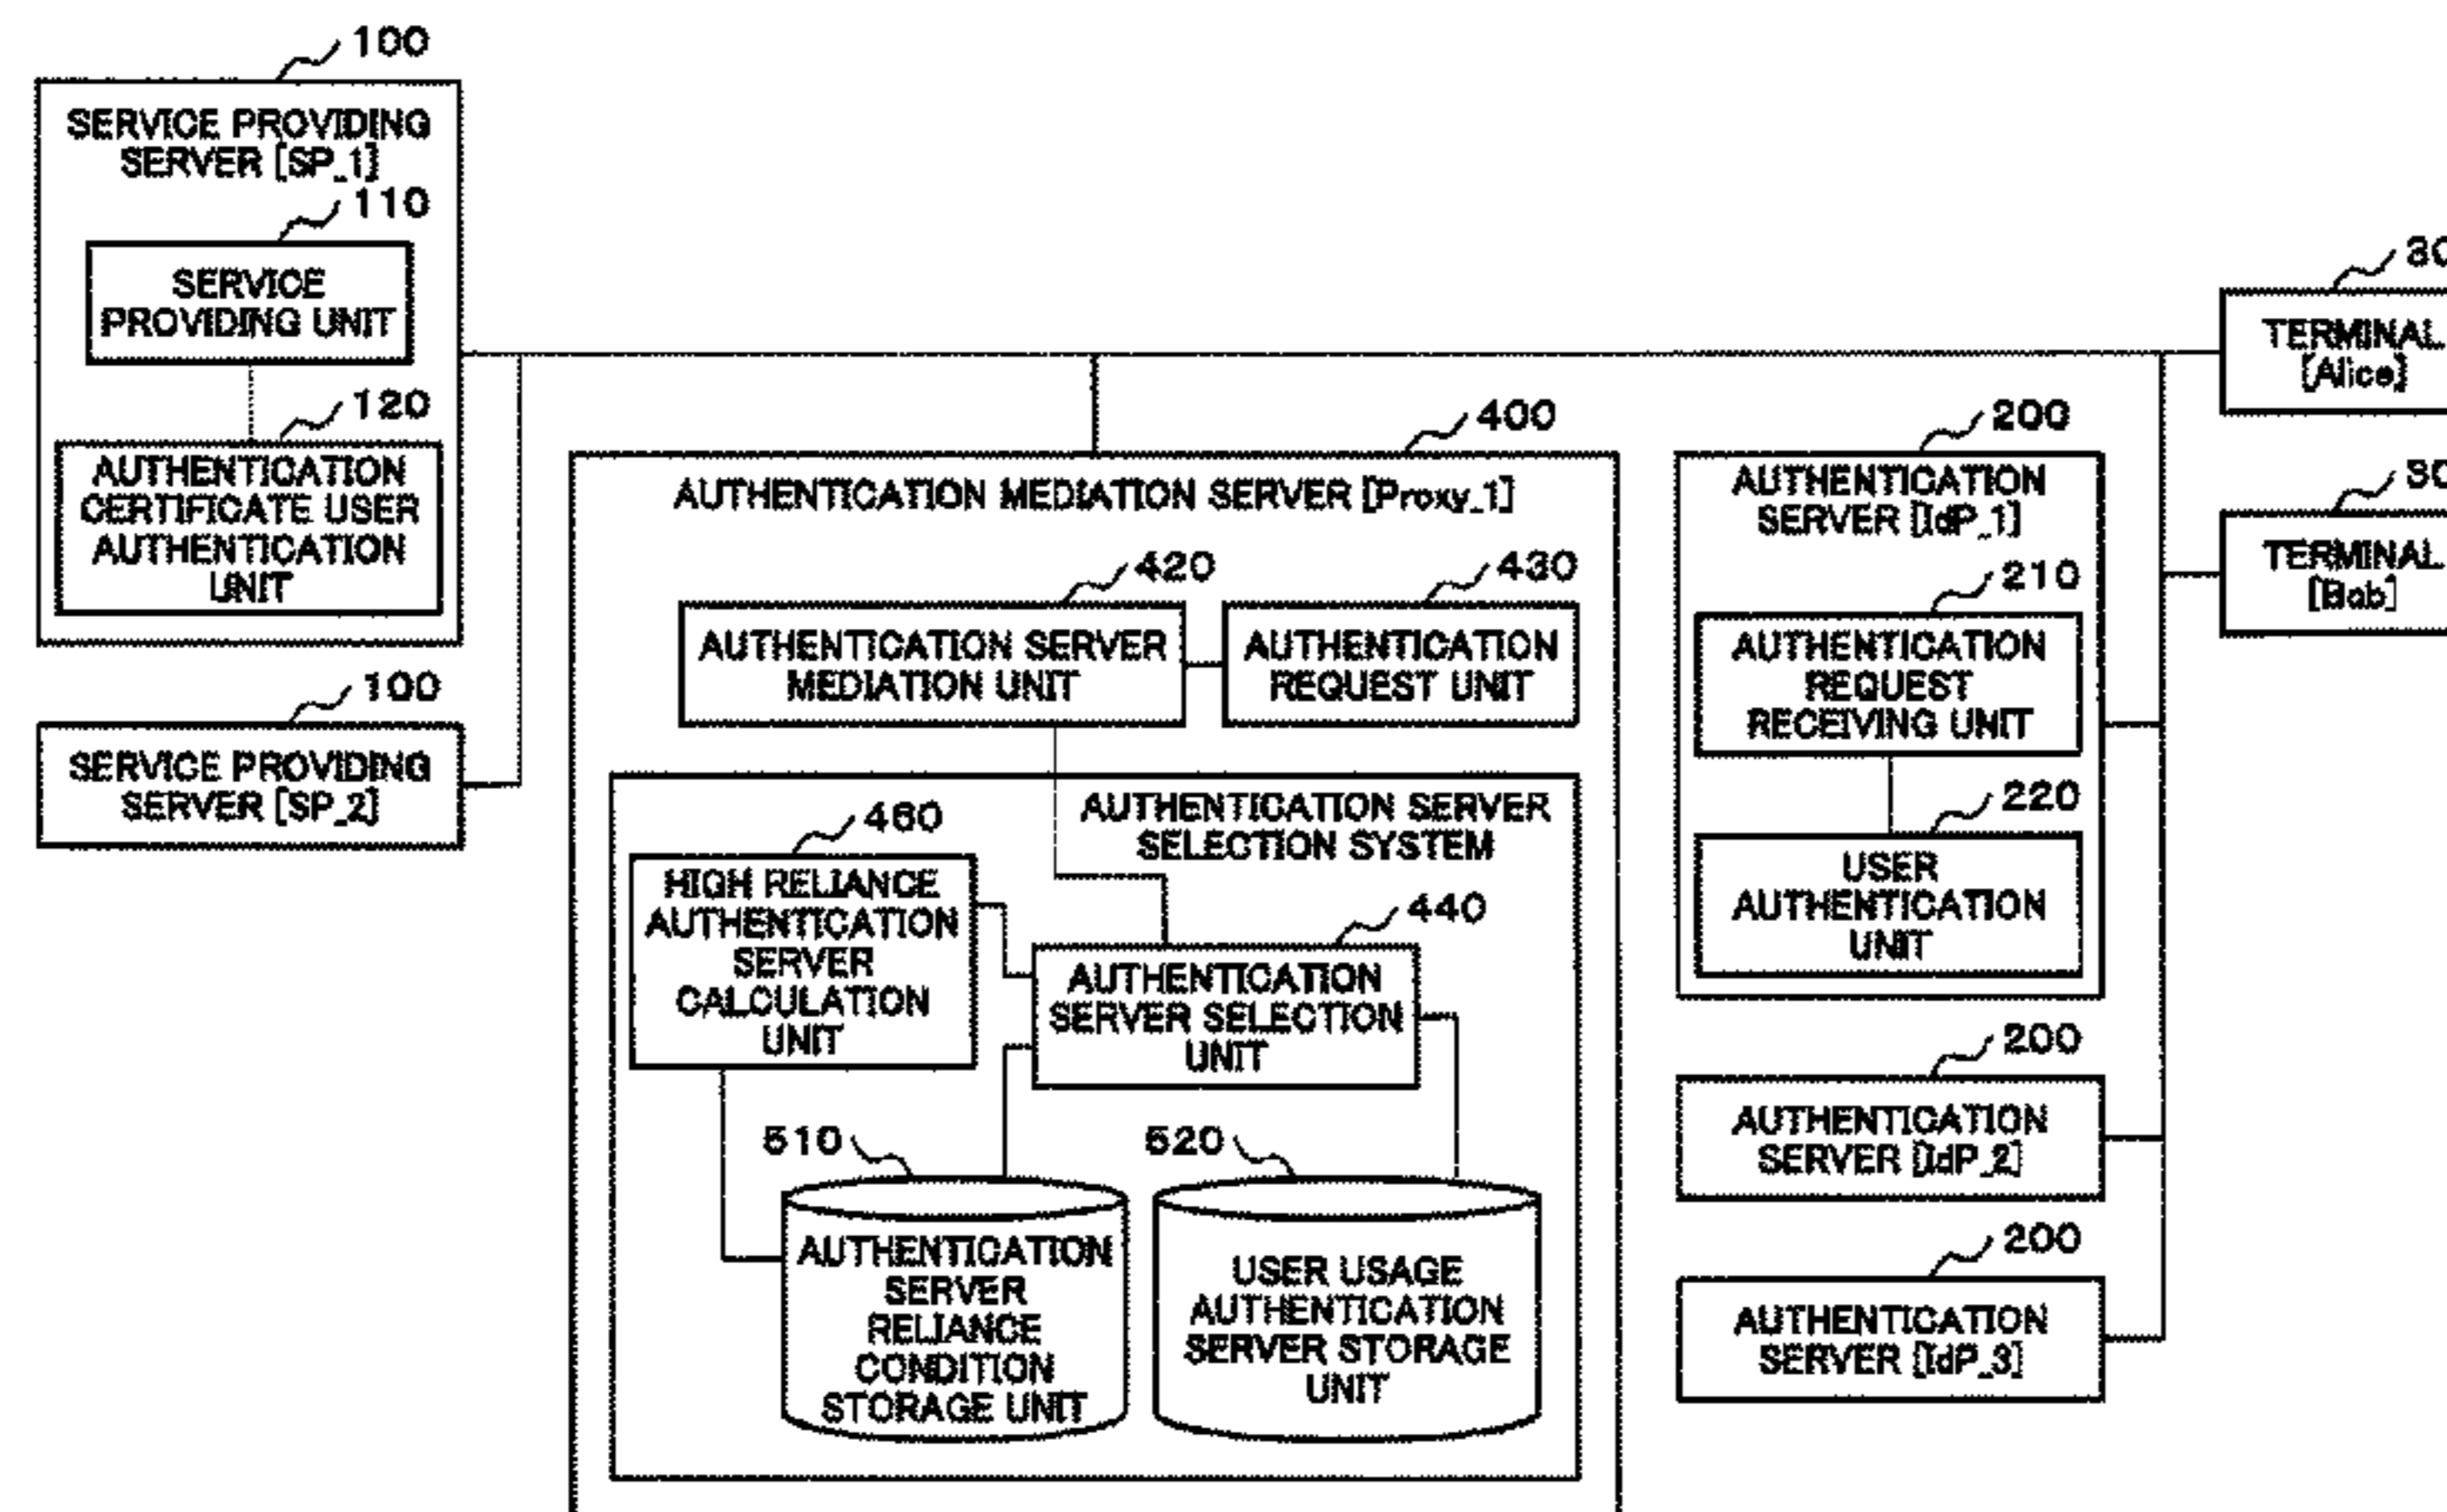 100
SERVICE PROVIDING
SERVER [SP_1]
110
SERVICE
PROVIDING UNIT
120
AUTHENTICATION
CERTIFICATE USER
AUTHENTICATION
UNIT
100
SERVICE PROVIDING
SERVER [SP_2]
400
AUTHENTICATION MEDIATION SERVER [Proxy_1]
420
AUTHENTICATION SERVER
MEDIATION UNIT
430
AUTHENTICATION
REQUEST UNIT
AUTHENTICATION SERVER
SELECTION SYSTEM
460
HIGH RELIANCE
AUTHENTICATION
SERVER
CALCULATION
UNIT
440
AUTHENTICATION
SERVER SELECTION
UNIT
510
AUTHENTICATION
SERVER
RELIANCE
CONDITION
STORAGE UNIT
520
USER USAGE
AUTHENTICATION
SERVER STORAGE
UNIT
200
AUTHENTICATION
SERVER [IdP_1]
210
AUTHENTICATION
REQUEST
RECEIVING UNIT
220
USER
AUTHENTICATION
UNIT
200
AUTHENTICATION
SERVER [IdP_2]
200
AUTHENTICATION
SERVER [IdP_3]
TERMINAL
[Alice]
TERMINAL
[Bob]